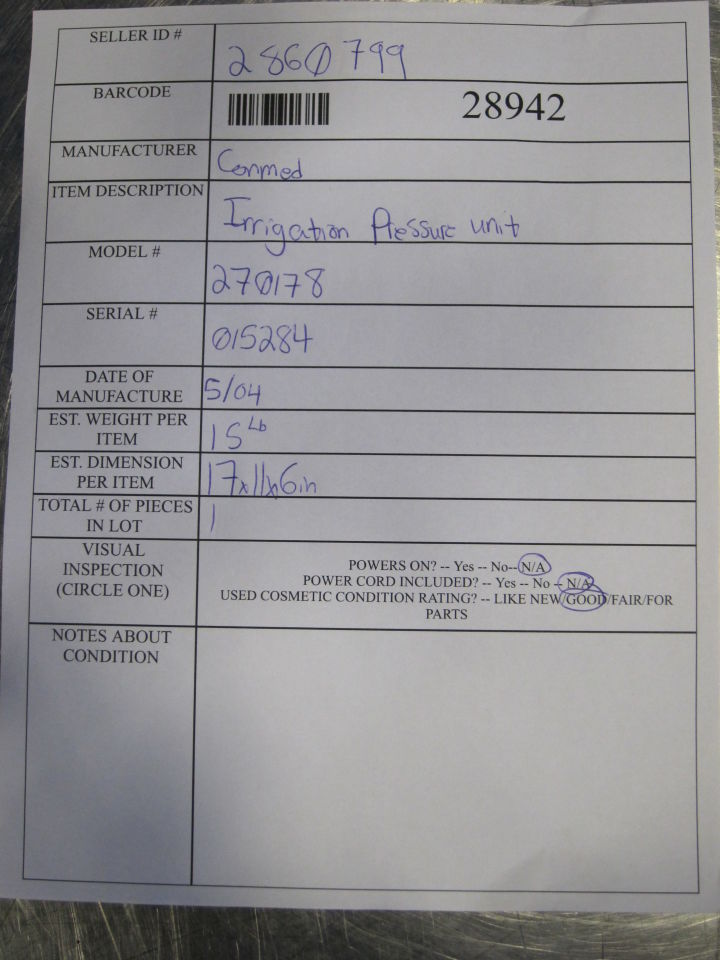 SELLER ID # 2860799
BARCODE 28942
MANUFACTURER Conmed
ITEM DESCRIPTION Irrigation Pressure unit
MODEL # 270178
SERIAL # 015284
DATE OF
MANUFACTURE 5/04
EST. WEIGHT PER
ITEM 15 Lb
EST. DIMENSION
PER ITEM 17x11x6in
TOTAL # OF PIECES
IN LOT 1
VISUAL
INSPECTION
(CIRCLE ONE)
POWERS ON? -- Yes -- No-- N/A
POWER CORD INCLUDED? -- Yes -- No -- N/A
USED COSMETIC CONDITION RATING? -- LIKE NEW/GOOD/FAIR/FOR
PARTS
NOTES ABOUT
CONDITION